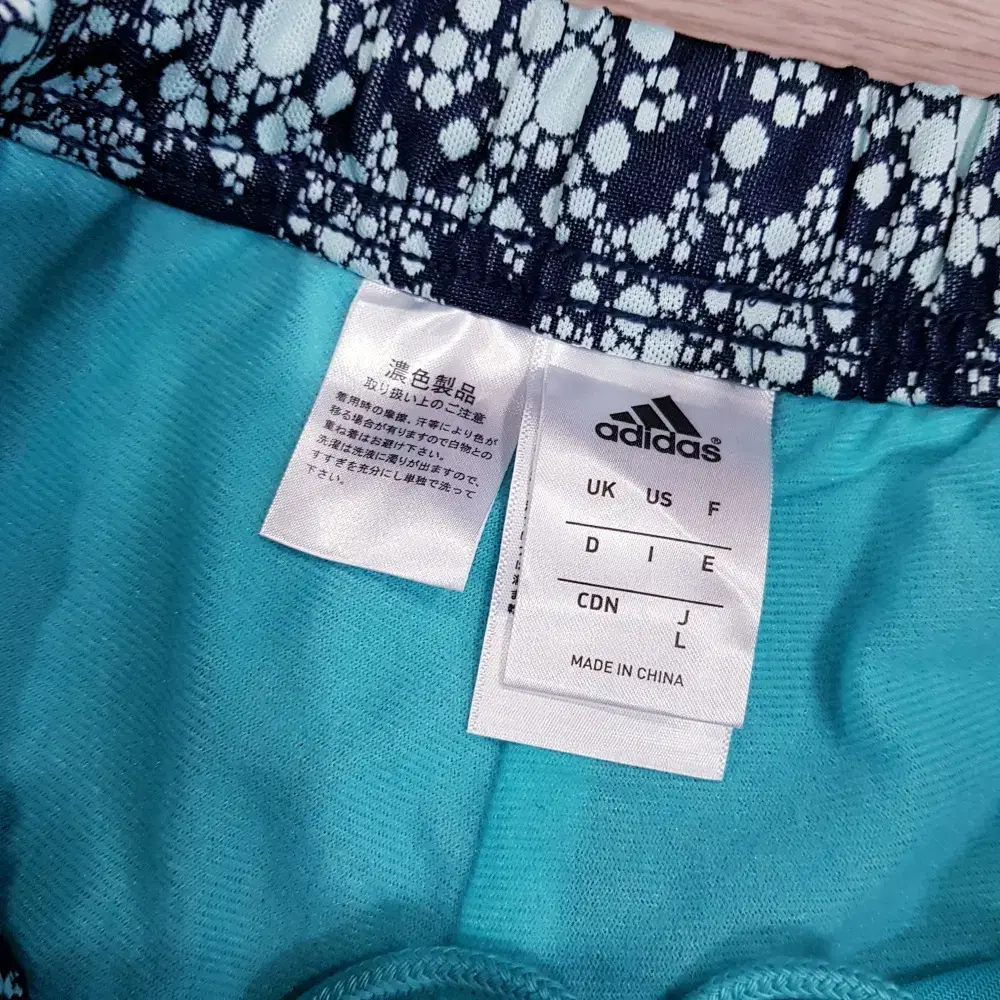 濃色製品
取り扱い上のご注意
着用時の摩擦、汗等により色が
移る場合が有りますので白物との
重ね着はお避け下さい。
洗濯は洗液に濁りが出ますので、
すすぎを充分にし単独で洗って
下さい。
adidas®
UK US F
D I E
CDN J
L
MADE IN CHINA